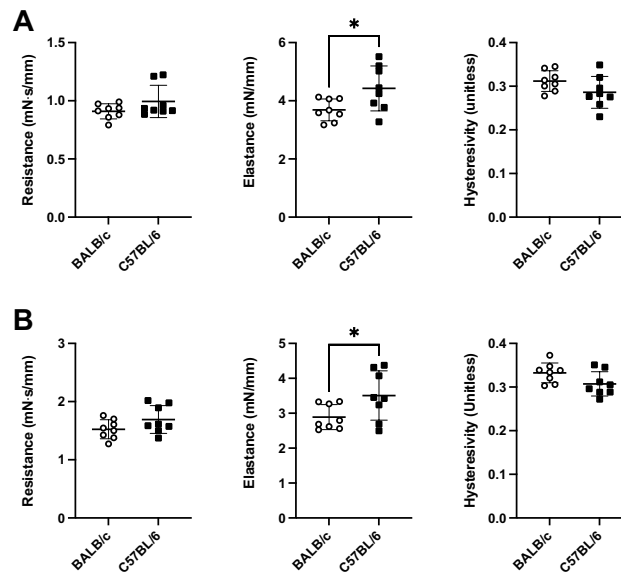 A
Resistance (mN·s/mm)
1.5
1.0
0.5
0.0
BALB/c
C57BL/6
Elastance (mN/mm)
6
4
2
0
*
BALB/c
C57BL/6
Hysteresivity (unitless)
0.4
0.3
0.2
0.1
0.0
BALB/c
C57BL/6
B
Resistance (mN·s/mm)
3
2
1
0
BALB/c
C57BL/6
Elastance (mN/mm)
5
4
3
2
1
0
*
BALB/c
C57BL/6
Hysteresivity (Unitless)
0.4
0.3
0.2
0.1
0.0
BALB/c
C57BL/6